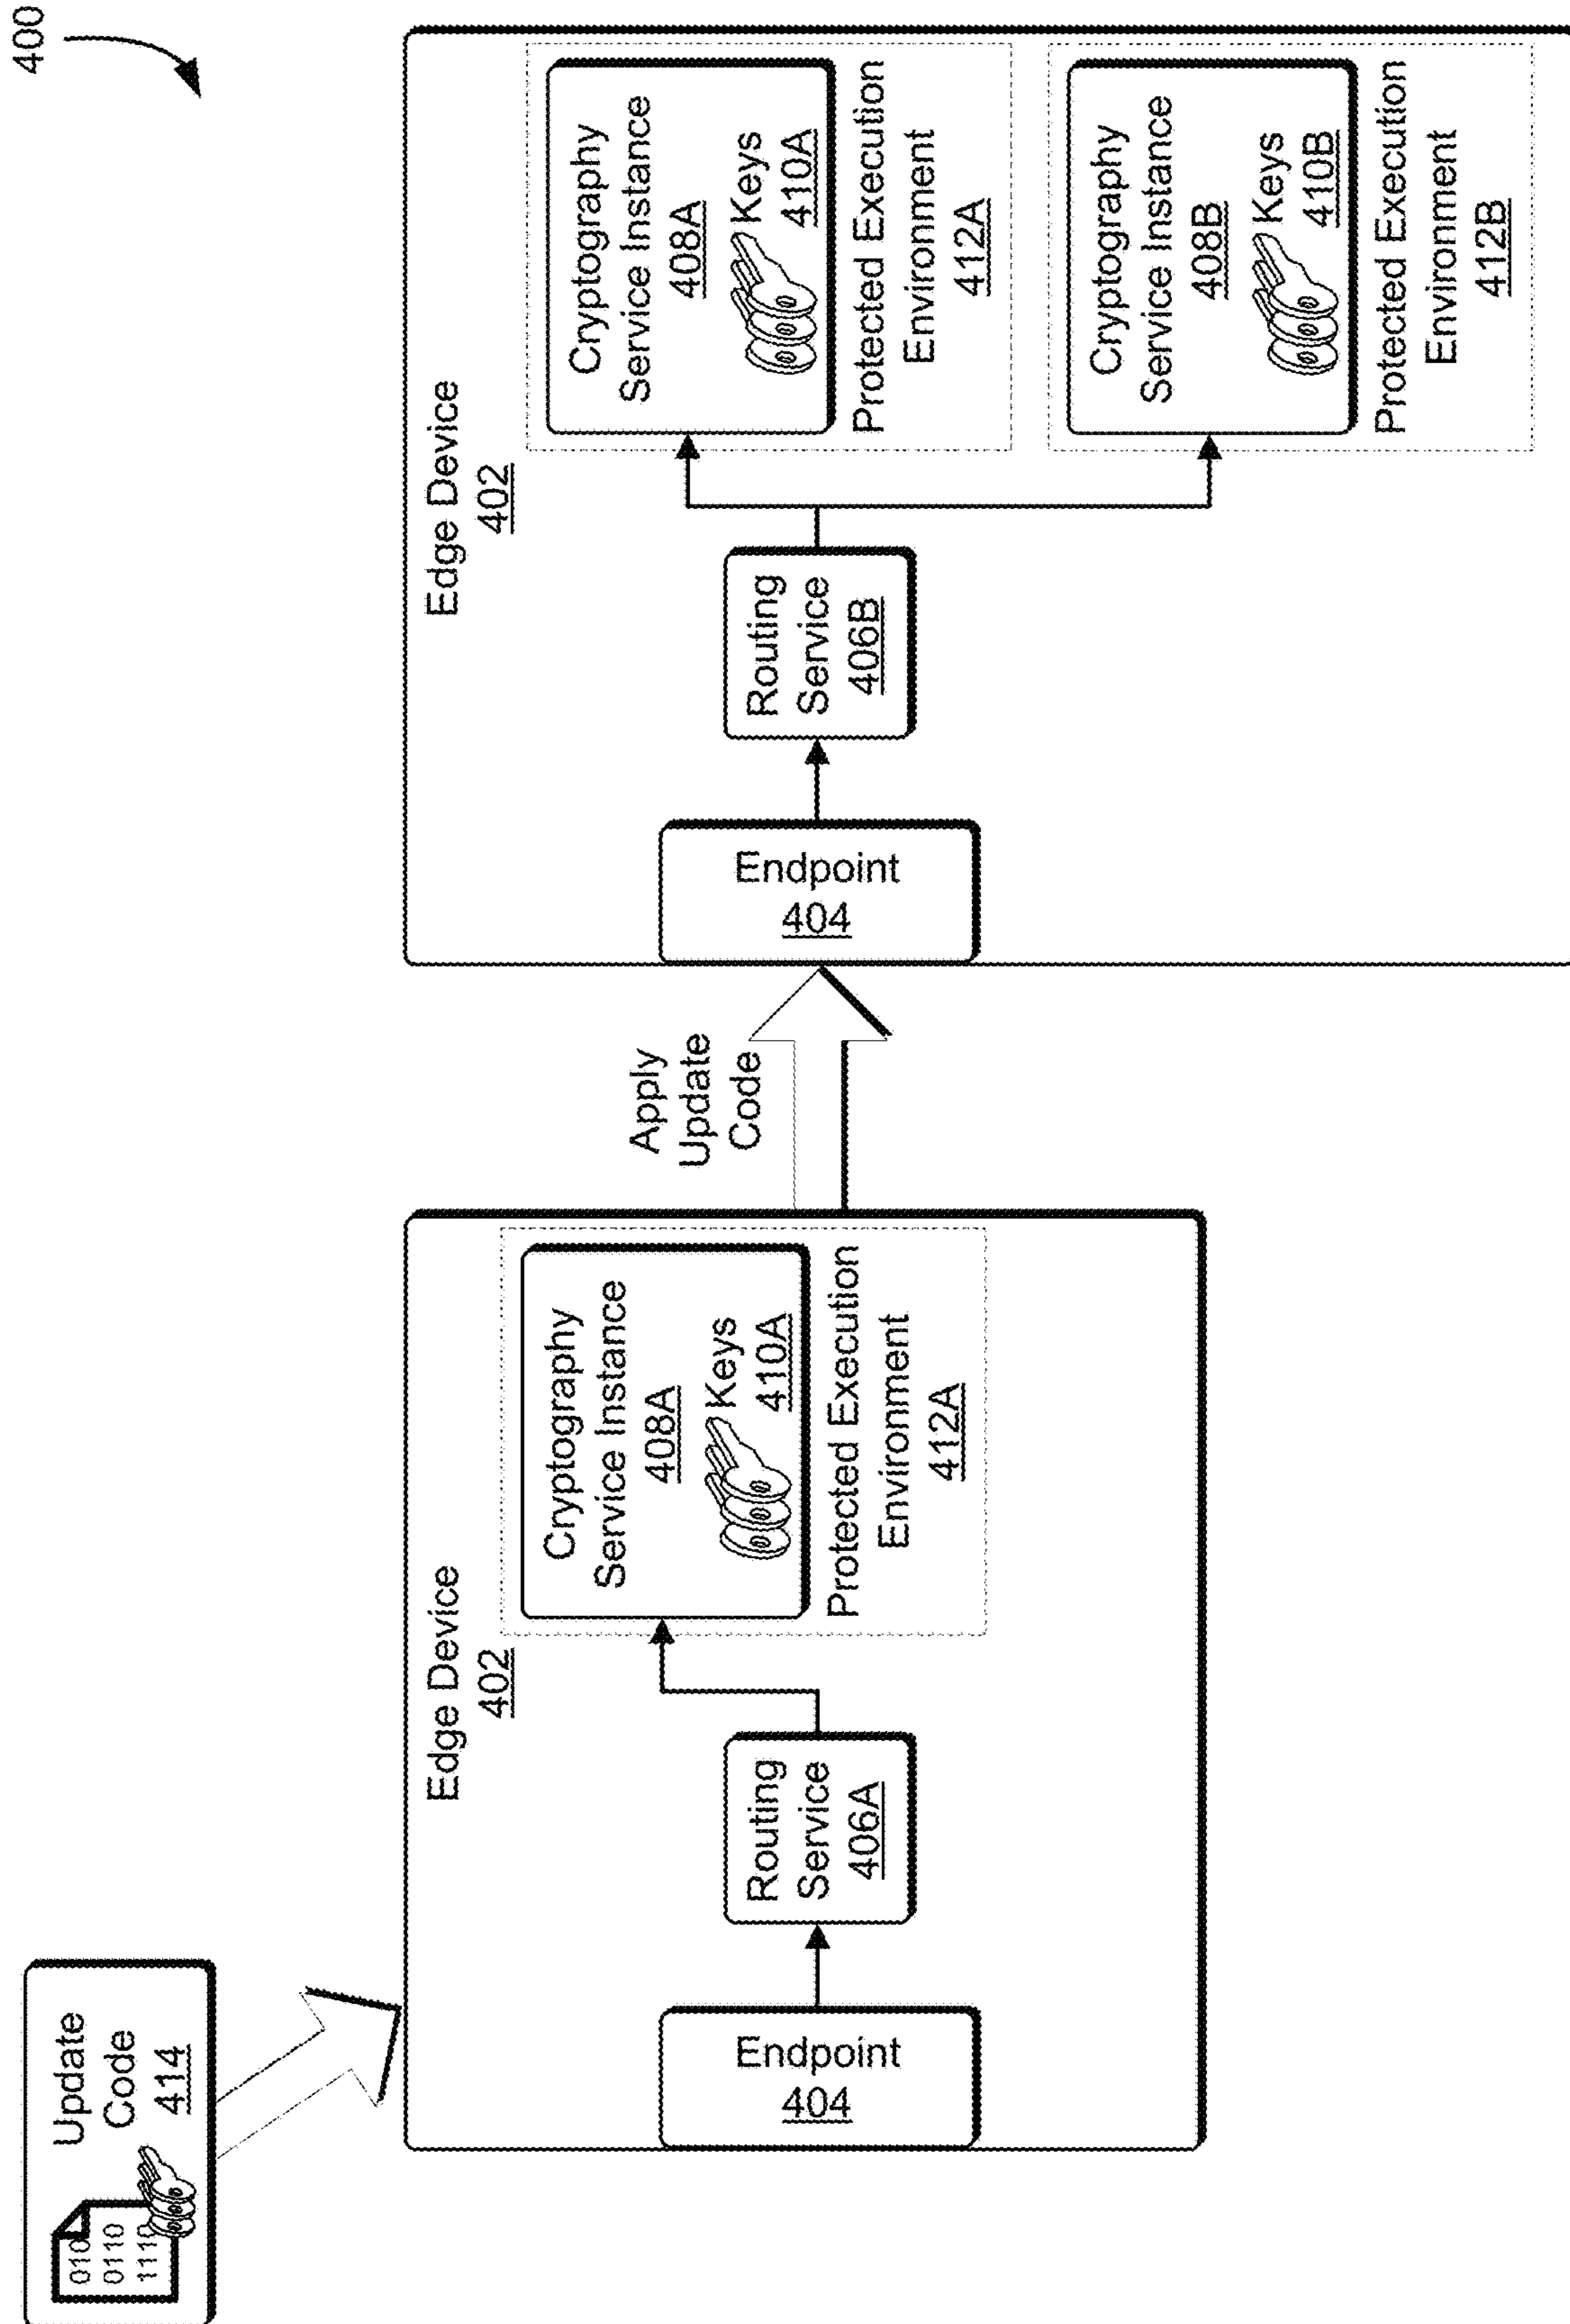 400
Update
Code
414
010
0110
1110
Edge Device
402
Endpoint
404
Routing
Service
406A
Cryptography
Service Instance
408A
Keys
410A
Protected Execution
Environment
412A
Apply
Update
Code
Edge Device
402
Endpoint
404
Routing
Service
406B
Cryptography
Service Instance
408A
Keys
410A
Protected Execution
Environment
412A
Cryptography
Service Instance
408B
Keys
410B
Protected Execution
Environment
412B